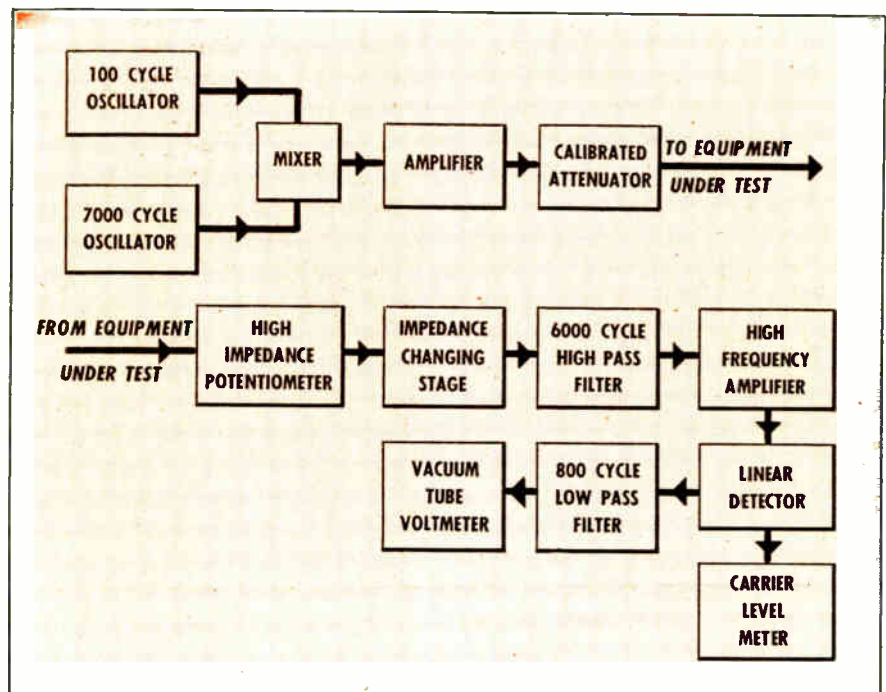 100 CYCLE
OSCILLATOR
7000 CYCLE
OSCILLATOR
MIXER
AMPLIFIER
CALIBRATED
ATTENUATOR
TO EQUIPMENT
UNDER TEST
FROM EQUIPMENT
UNDER TEST
HIGH
IMPEDANCE
POTENTIOMETER
IMPEDANCE
CHANGING
STAGE
6000 CYCLE
HIGH PASS
FILTER
HIGH
FREQUENCY
AMPLIFIER
VACUUM
TUBE
VOLTMETER
800 CYCLE
LOW PASS
FILTER
LINEAR
DETECTOR
CARRIER
LEVEL
METER